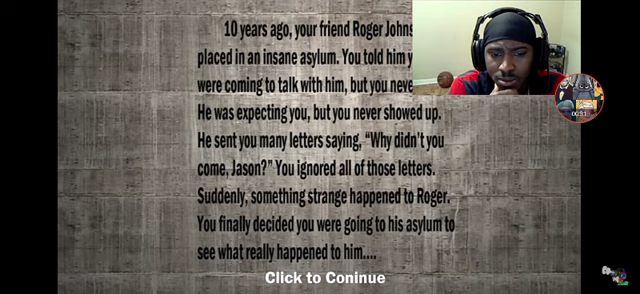 10 years ago, your friend Roger Johns
placed in an insane asylum. You told him y
were coming to talk with him, but you neve
He was expecting you, but you never showed up.
He sent you many letters saying, “Why didn't you
come, Jason?” You ignored all of those letters.
Suddenly, something strange happened to Roger.
You finally decided you were going to his asylum to
see what really happened to him....
Click to Coninue